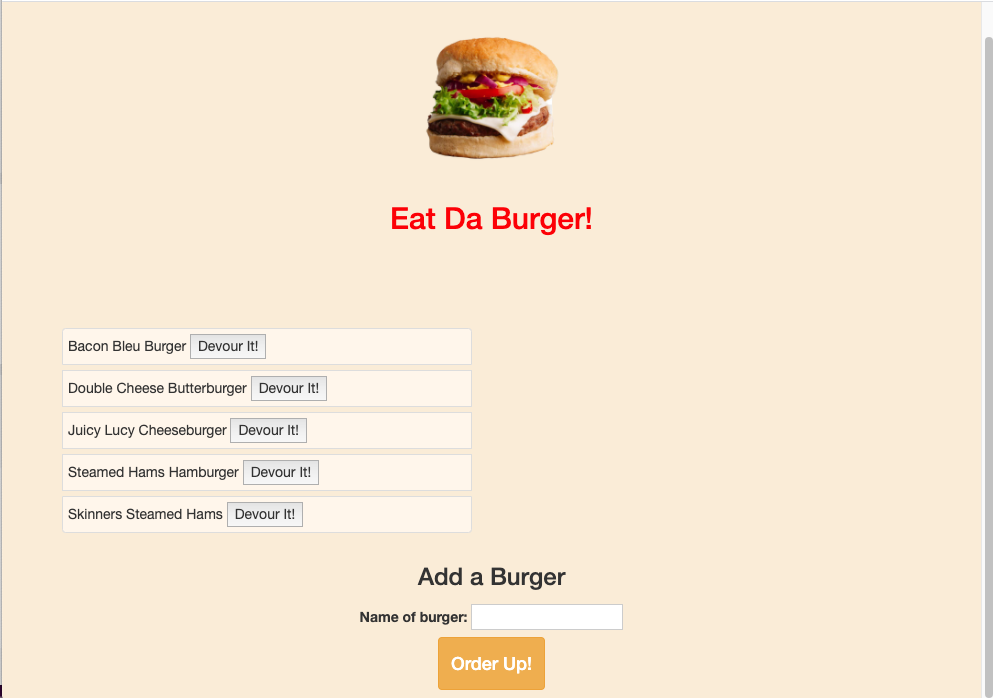 Eat Da Burger!
Bacon Bleu Burger Devour It!
Double Cheese Butterburger Devour It!
Juicy Lucy Cheeseburger Devour It!
Steamed Hams Hamburger Devour It!
Skinners Steamed Hams Devour It!
Add a Burger
Name of burger:
Order Up!